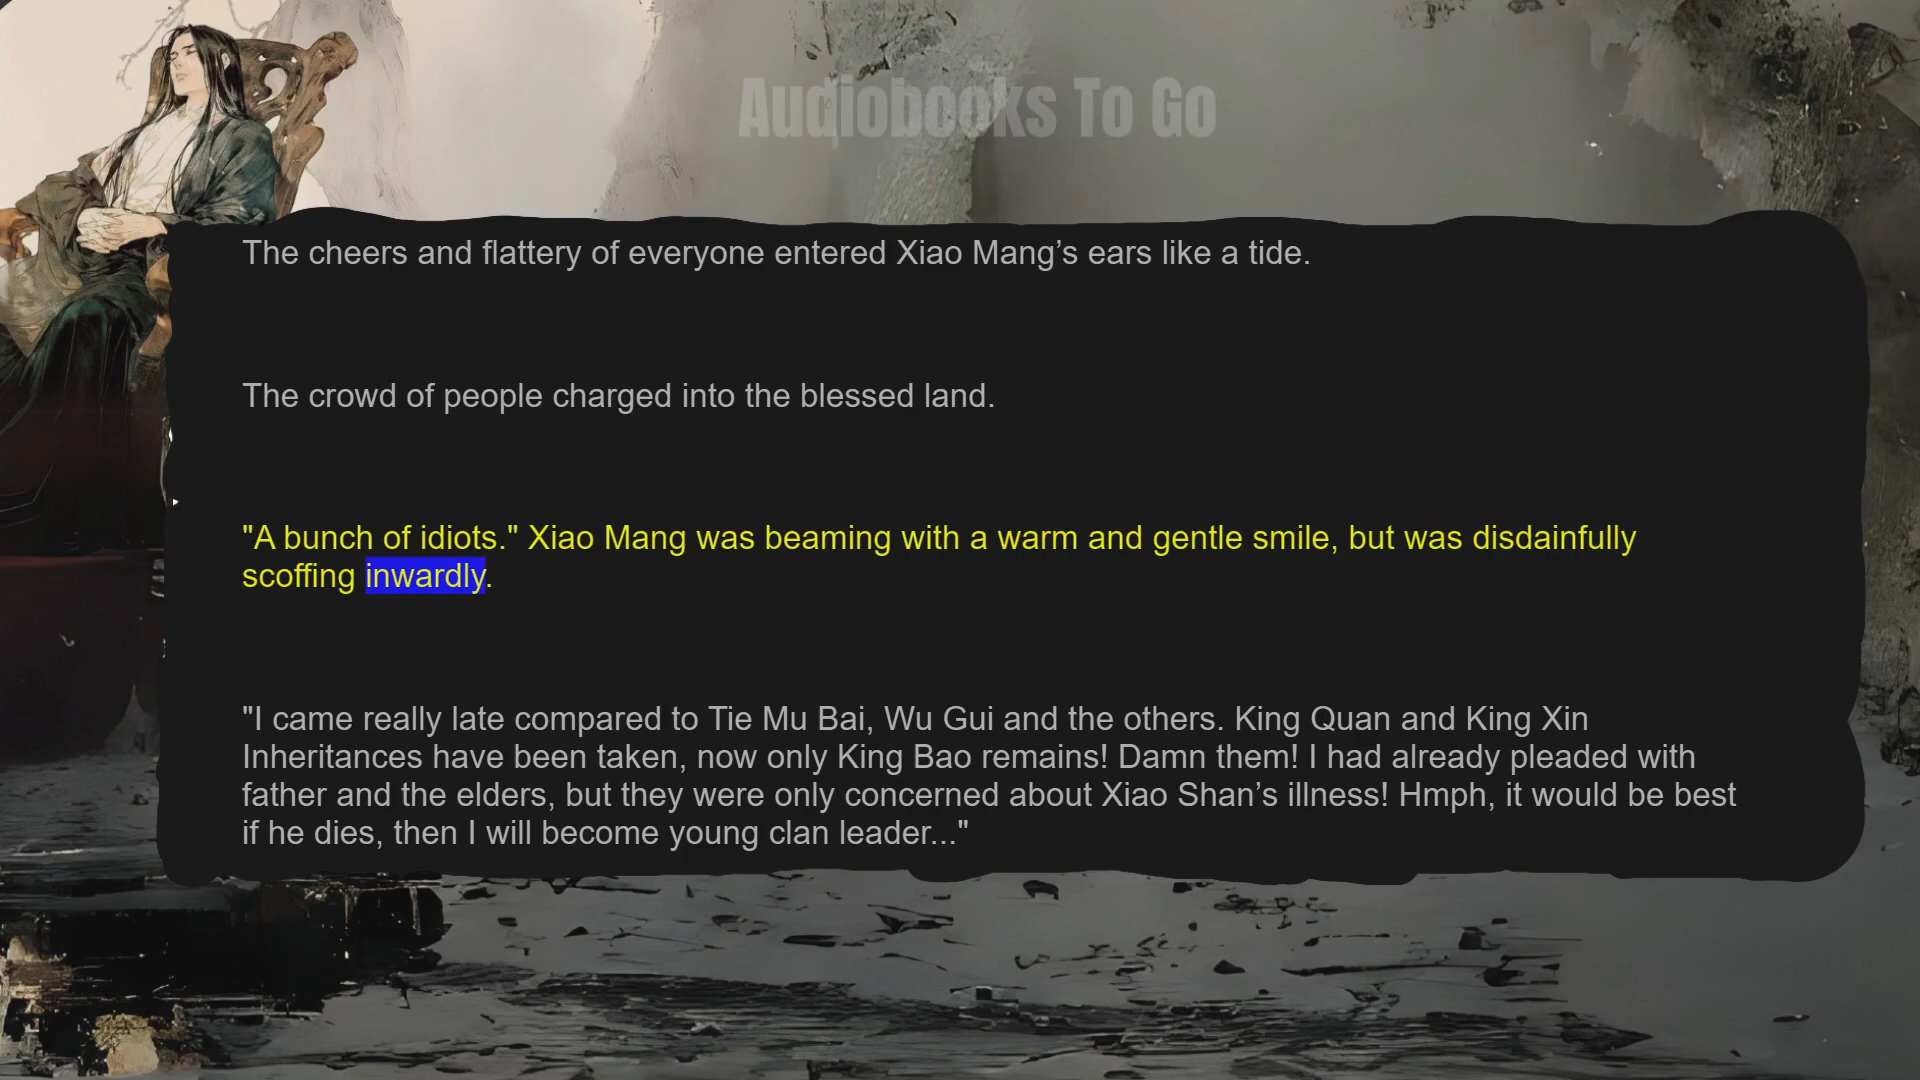 Audiobooks To Go
The cheers and flattery of everyone entered Xiao Mang’s ears like a tide.
The crowd of people charged into the blessed land.
"A bunch of idiots." Xiao Mang was beaming with a warm and gentle smile, but was disdainfully
scoffing inwardly.
"I came really late compared to Tie Mu Bai, Wu Gui and the others. King Quan and King Xin
Inheritances have been taken, now only King Bao remains! Damn them! I had already pleaded with
father and the elders, but they were only concerned about Xiao Shan’s illness! Hmph, it would be best
if he dies, then I will become young clan leader..."